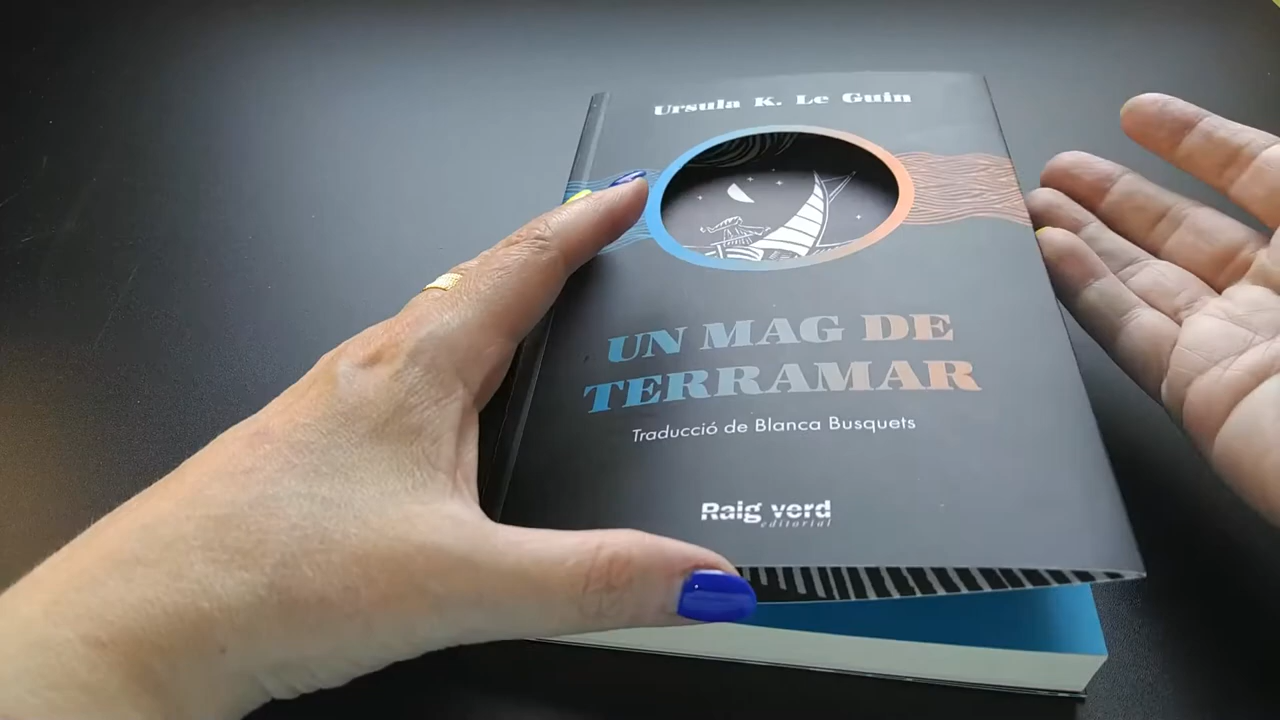 Ursula K. Le Guin
UN MAG DE
TERRAMAR
Traducció de Blanca Busquets
Raig verd
editorial